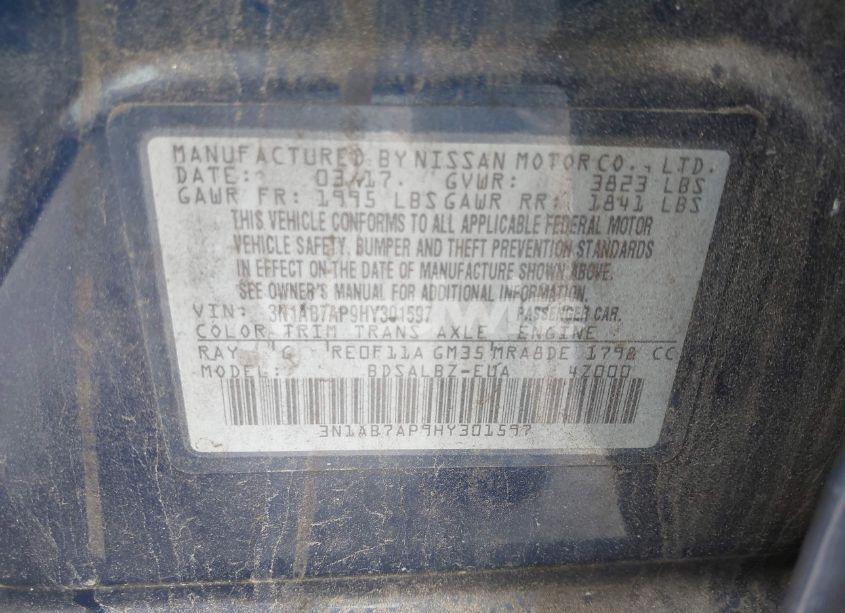 MANUFACTURED BY NISSAN MOTOR CO., LTD.
DATE: 03/17. GVWR: 3823 LBS
GAWR FR: 1995 LBS GAWR RR: 1841 LBS
THIS VEHICLE CONFORMS TO ALL APPLICABLE FEDERAL MOTOR
VEHICLE SAFETY, BUMPER AND THEFT PREVENTION STANDARDS
IN EFFECT ON THE DATE OF MANUFACTURE SHOWN ABOVE.
SEE OWNER'S MANUAL FOR ADDITIONAL INFORMATION.
VIN: 3N1AB7AP9HY301597 PASSENGER CAR.
COLOR TRIM TRANS AXLE ENGINE
RAY G RE0F11A GM35 MRA8DE 1798 CC
MODEL: BDSALBZ-EUA 4Z000
3N1AB7AP9HY301597